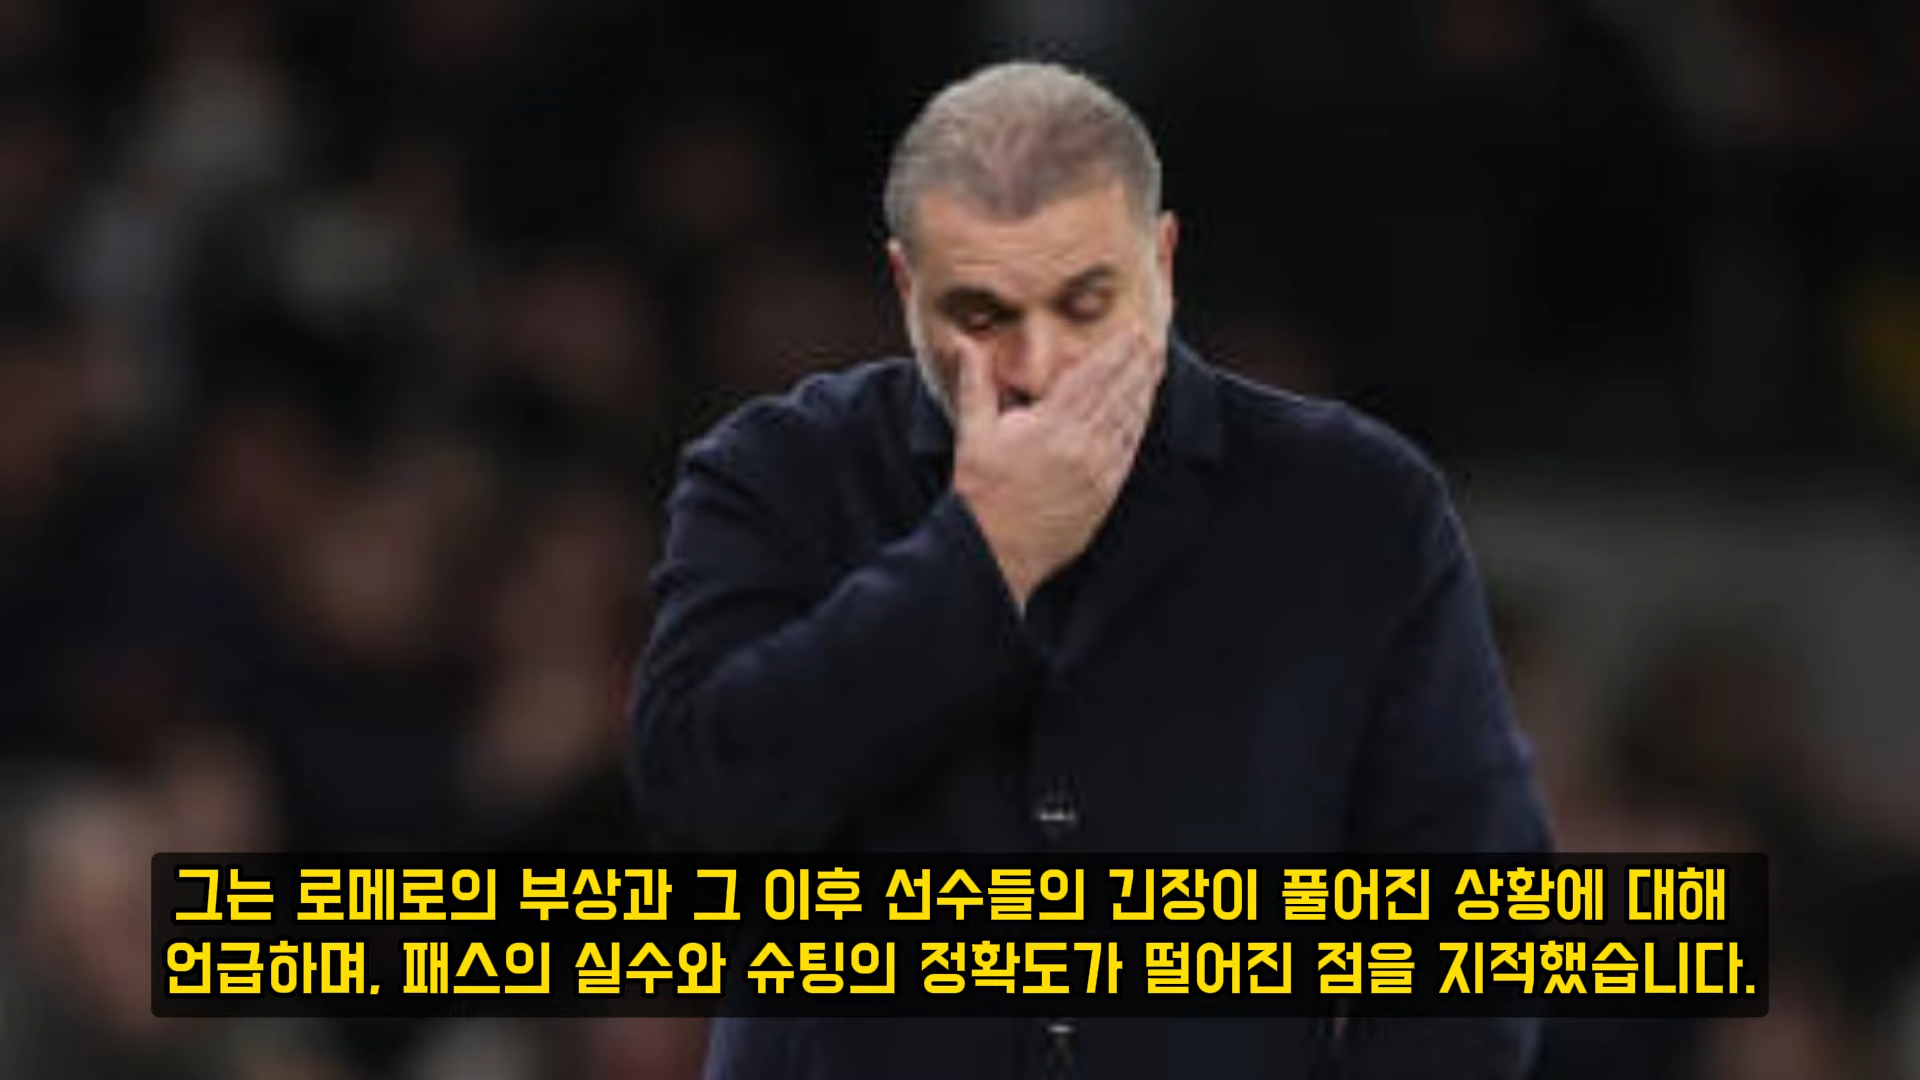 그는 로메로의 부상과 그 이후 선수들의 긴장이 풀어진 상황에 대해
언급하며, 패스의 실수와 슈팅의 정확도가 떨어진 점을 지적했습니다.